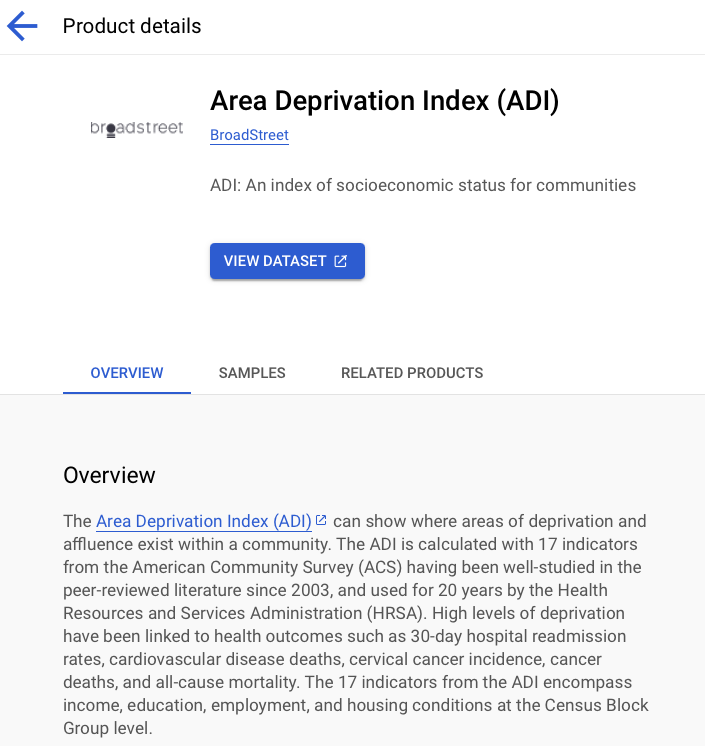 Product details
broadstreet
Area Deprivation Index (ADI)
BroadStreet
ADI: An index of socioeconomic status for communities
VIEW DATASET
OVERVIEW
SAMPLES
RELATED PRODUCTS
Overview
The Area Deprivation Index (ADI) can show where areas of deprivation and
affluence exist within a community. The ADI is calculated with 17 indicators
from the American Community Survey (ACS) having been well-studied in the
peer-reviewed literature since 2003, and used for 20 years by the Health
Resources and Services Administration (HRSA). High levels of deprivation
have been linked to health outcomes such as 30-day hospital readmission
rates, cardiovascular disease deaths, cervical cancer incidence, cancer
deaths, and all-cause mortality. The 17 indicators from the ADI encompass
income, education, employment, and housing conditions at the Census Block
Group level.